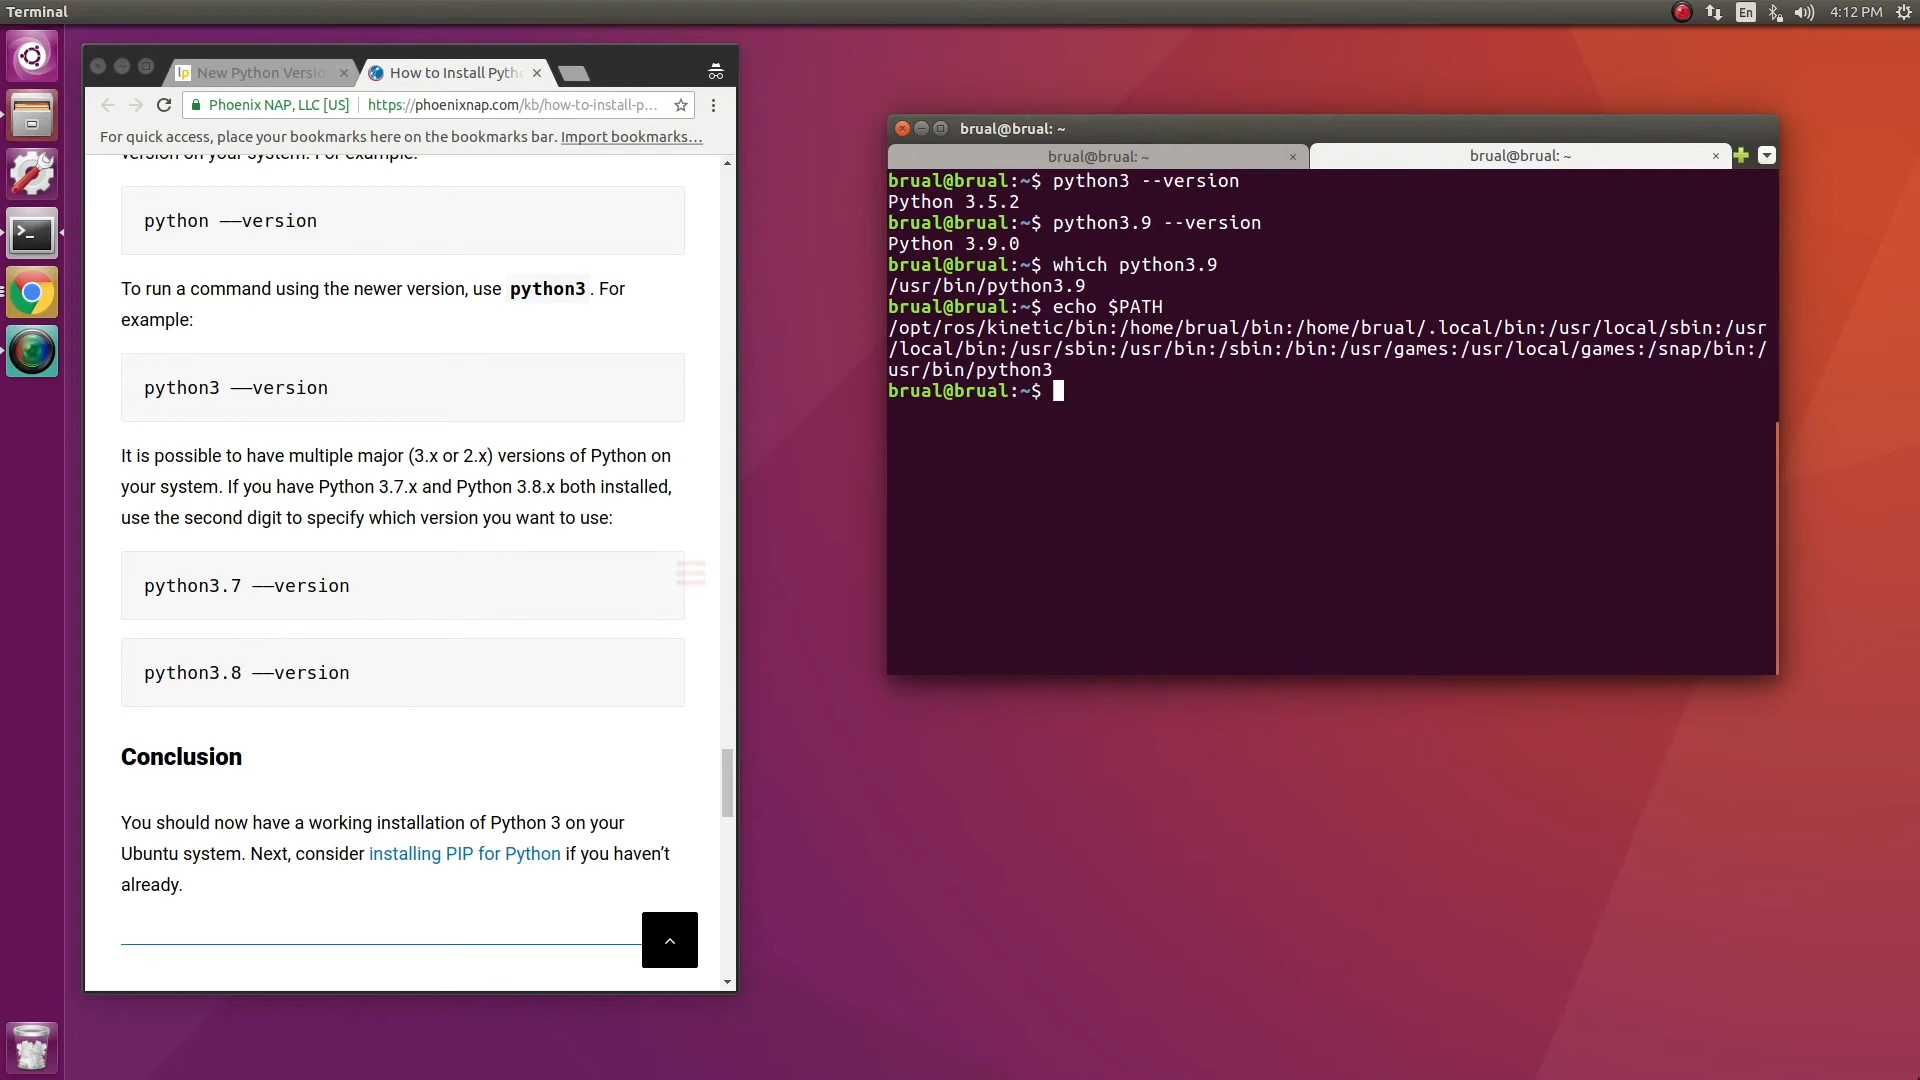 Terminal
En
4:12 PM
New Python Versio
How to Install Pyth
Phoenix NAP, LLC [US]
https://phoenixnap.com/kb/how-to-install-p...
For quick access, place your bookmarks here on the bookmarks bar. Import bookmarks...
version on your system. For example:
python ––version
To run a command using the newer version, use python3. For
example:
python3 ––version
It is possible to have multiple major (3.x or 2.x) versions of Python on
your system. If you have Python 3.7.x and Python 3.8.x both installed,
use the second digit to specify which version you want to use:
python3.7 ––version
python3.8 ––version
Conclusion
You should now have a working installation of Python 3 on your
Ubuntu system. Next, consider installing PIP for Python if you haven’t
already.
brual@brual: ~
brual@brual: ~
brual@brual: ~
brual@brual:~$ python3 --version
Python 3.5.2
brual@brual:~$ python3.9 --version
Python 3.9.0
brual@brual:~$ which python3.9
/usr/bin/python3.9
brual@brual:~$ echo $PATH
/opt/ros/kinetic/bin:/home/brual/bin:/home/brual/.local/bin:/usr/local/sbin:/usr
/local/bin:/usr/sbin:/usr/bin:/sbin:/bin:/usr/games:/usr/local/games:/snap/bin:/
usr/bin/python3
brual@brual:~$